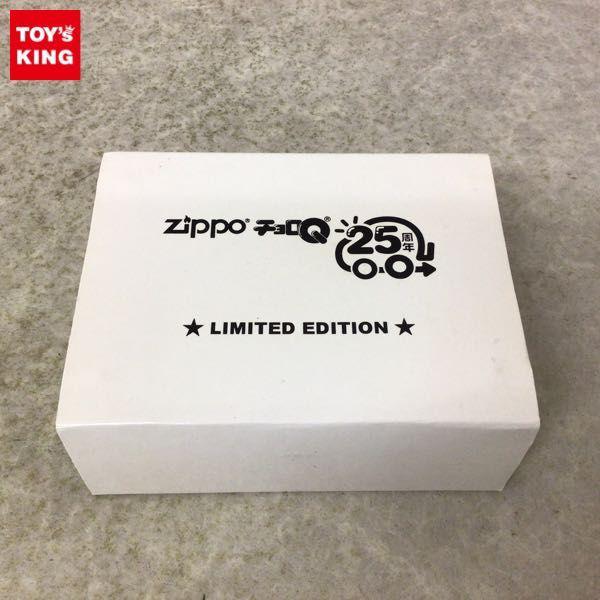 TOY'S
KING
Zippo® チョロQ® 25周年
★ LIMITED EDITION ★